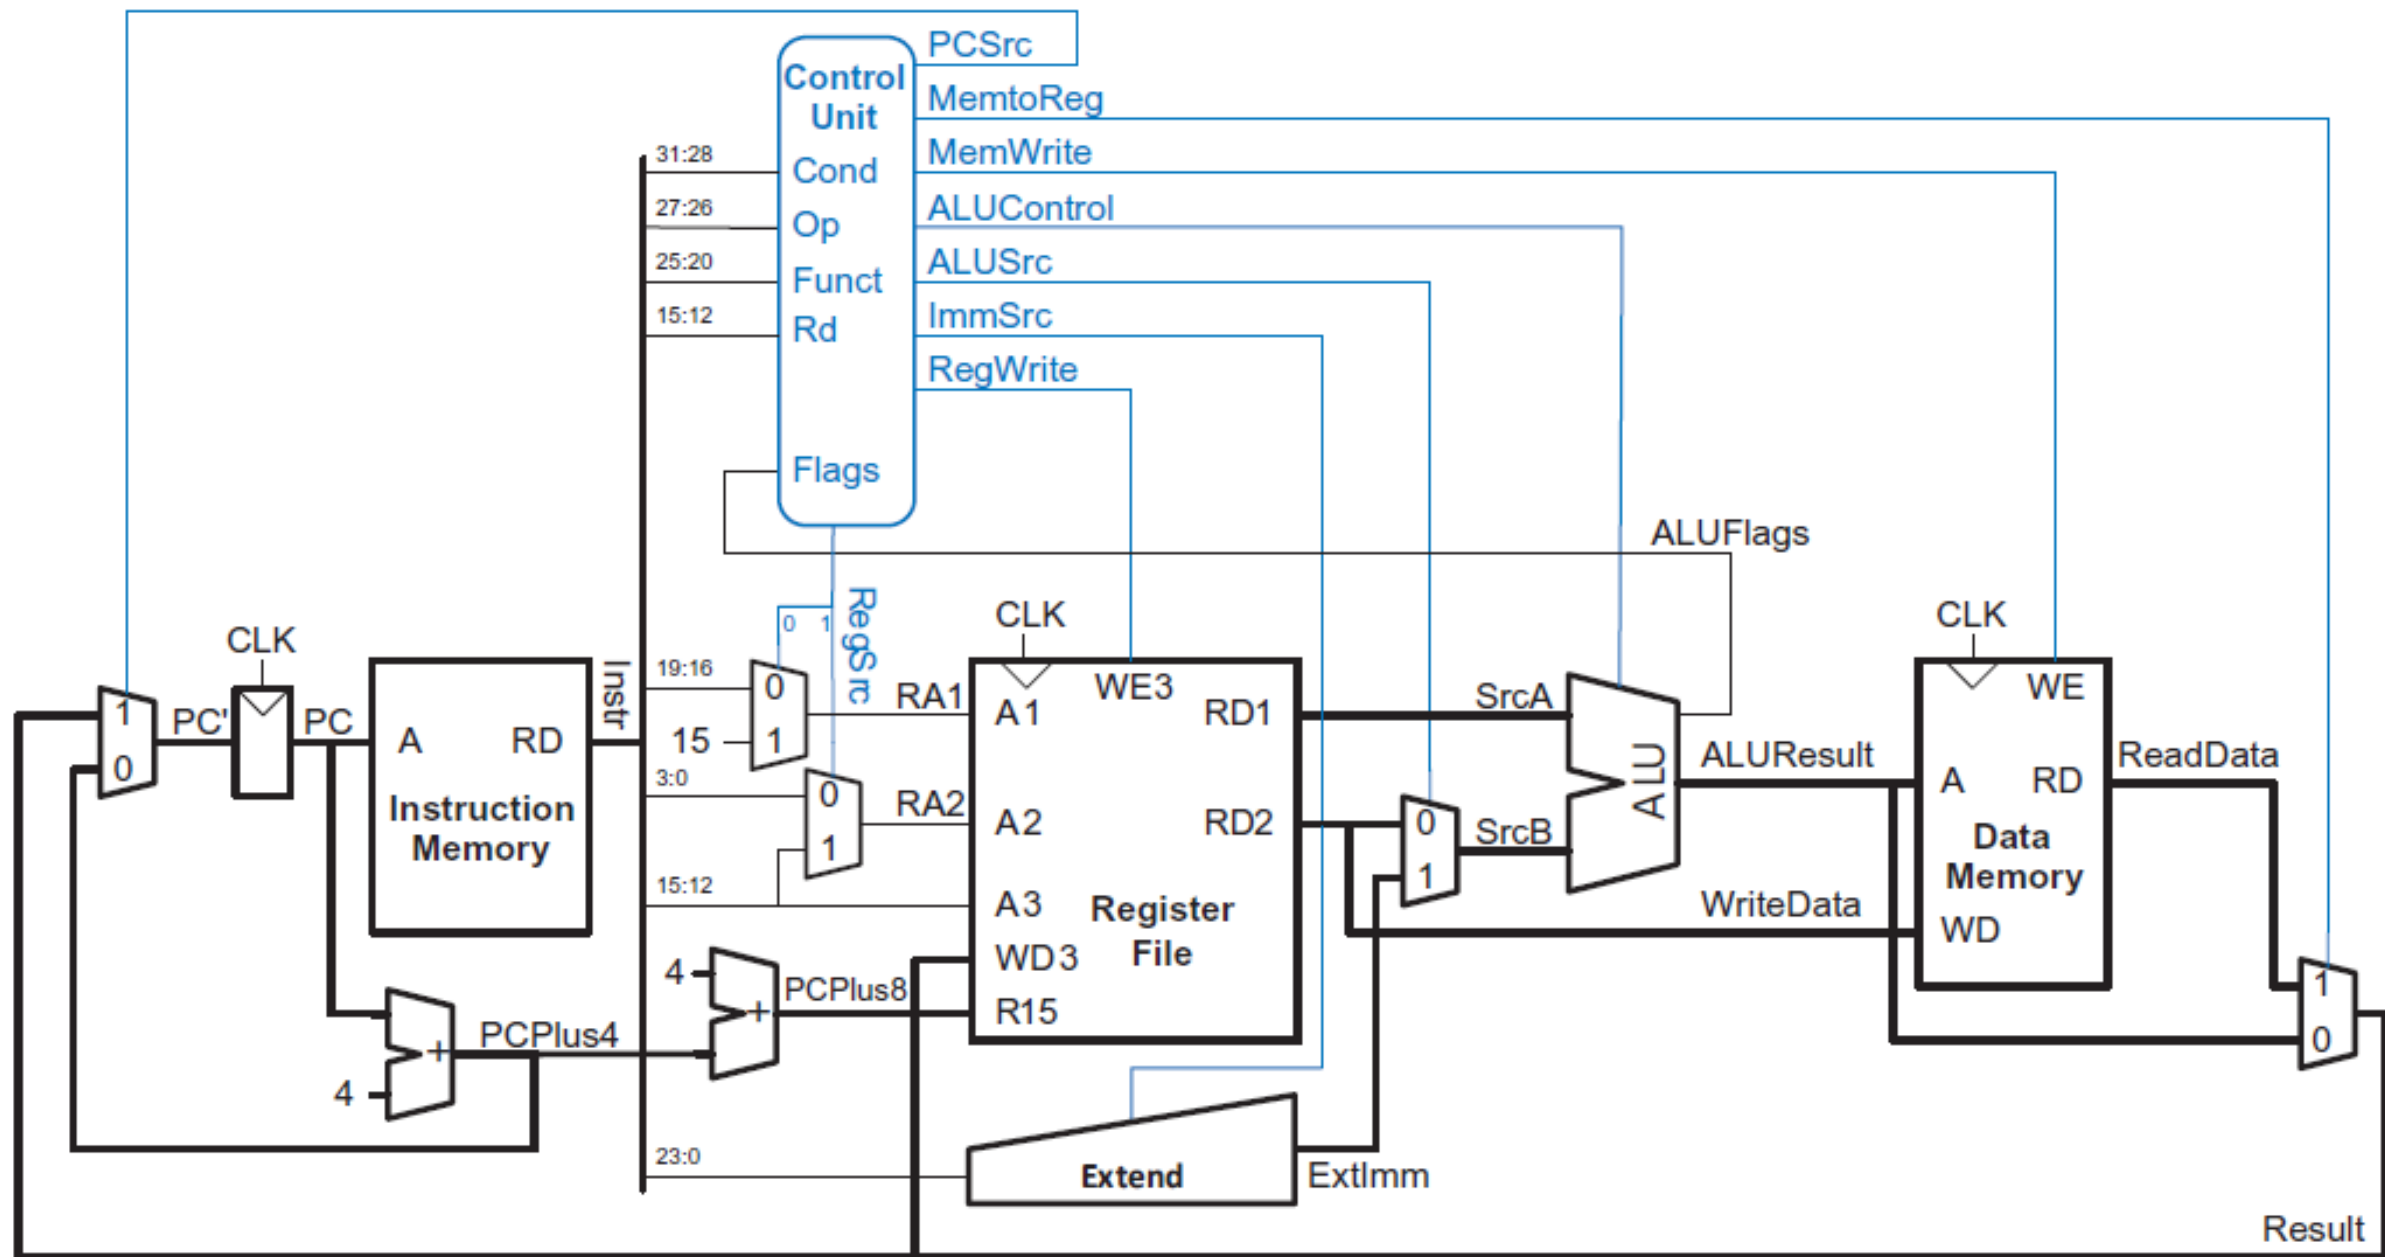 PCSrc
Control
Unit
MemtoReg
MemWrite
ALUControl
ALUSrc
ImmSrc
RegWrite
31:28
Cond
27:26
Op
25:20
Funct
15:12
Rd
Flags
ALUFlags
RegSrc
0 1
CLK
CLK
CLK
Instr
19:16
0
15
1
3:0
0
1
15:12
RA1
RA2
A1
WE3
RD1
A2
RD2
A3
Register
File
WD3
R15
1
0
PC'
PC
A
RD
Instruction
Memory
SrcA
0
1
SrcB
ALU
ALUResult
WriteData
WE
A
RD
Data
Memory
WD
ReadData
1
0
4
+
PCPlus8
PCPlus4
+
4
23:0
Extend
ExtImm
Result